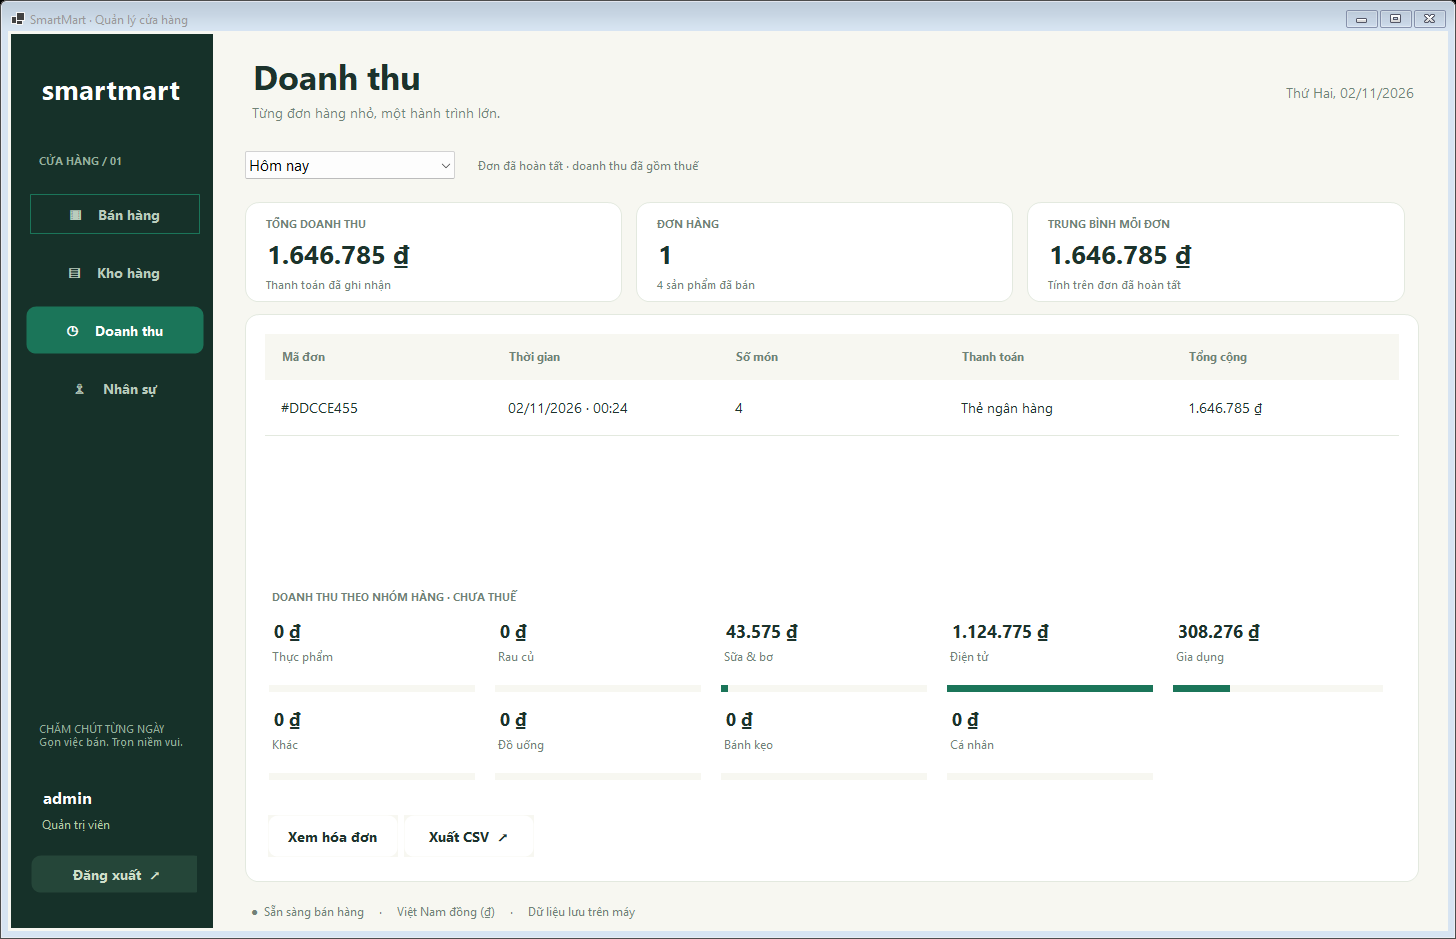 SmartMart · Quản lý cửa hàng
smartmart
CỬA HÀNG / 01
Bán hàng
Kho hàng
Doanh thu
Nhân sự
CHĂM CHÚT TỪNG NGÀY
Gọn việc bán. Trọn niềm vui.
admin
Quản trị viên
Đăng xuất ↗
Doanh thu
Từng đơn hàng nhỏ, một hành trình lớn.
Thứ Hai, 02/11/2026
Hôm nay
Đơn đã hoàn tất · doanh thu đã gồm thuế
TỔNG DOANH THU
1.646.785 ₫
Thanh toán đã ghi nhận
ĐƠN HÀNG
1
4 sản phẩm đã bán
TRUNG BÌNH MỖI ĐƠN
1.646.785 ₫
Tính trên đơn đã hoàn tất
Mã đơn Thời gian Số món Thanh toán Tổng cộng
#DDCCE455 02/11/2026 · 00:24 4 Thẻ ngân hàng 1.646.785 ₫
DOANH THU THEO NHÓM HÀNG · CHƯA THUẾ
0 ₫ 0 ₫ 43.575 ₫ 1.124.775 ₫ 308.276 ₫
Thực phẩm Rau củ Sữa & bơ Điện tử Gia dụng
0 ₫ 0 ₫ 0 ₫ 0 ₫
Khác Đồ uống Bánh kẹo Cá nhân
Xem hóa đơn Xuất CSV ↗
● Sẵn sàng bán hàng · Việt Nam đồng (₫) · Dữ liệu lưu trên máy